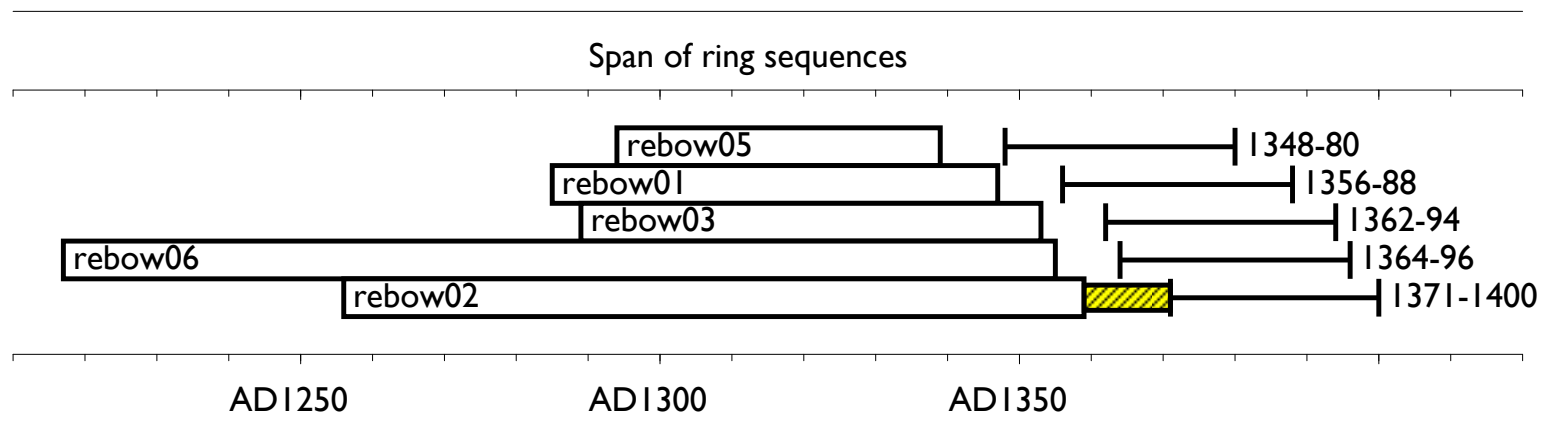 Span of ring sequences
rebow05 1348-80
rebow01 1356-88
rebow03 1362-94
rebow06 1364-96
rebow02 1371-1400
AD1250 AD1300 AD1350